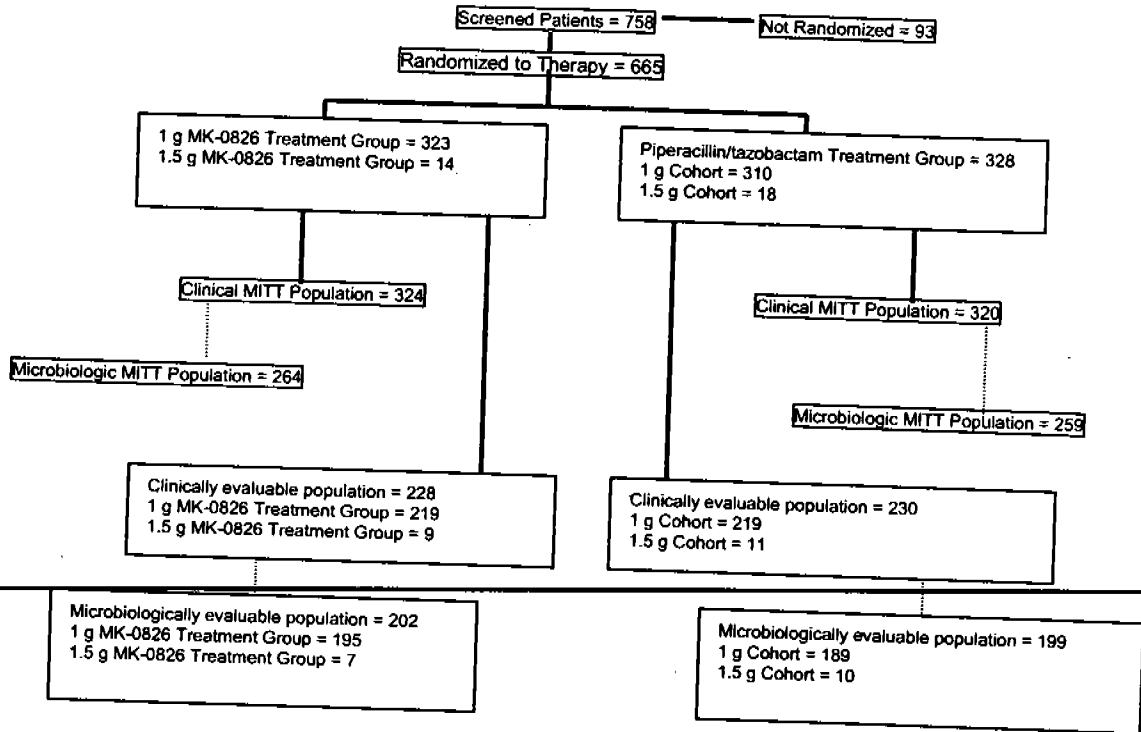 Screened Patients = 758
Not Randomized = 93
Randomized to Therapy = 665
1 g MK-0826 Treatment Group = 323
1.5 g MK-0826 Treatment Group = 14
Piperacillin/tazobactam Treatment Group = 328
1 g Cohort = 310
1.5 g Cohort = 18
Clinical MITT Population = 324
Clinical MITT Population = 320
Microbiologic MITT Population = 264
Microbiologic MITT Population = 259
Clinically evaluable population = 228
1 g MK-0826 Treatment Group = 219
1.5 g MK-0826 Treatment Group = 9
Clinically evaluable population = 230
1 g Cohort = 219
1.5 g Cohort = 11
Microbiologically evaluable population = 202
1 g MK-0826 Treatment Group = 195
1.5 g MK-0826 Treatment Group = 7
Microbiologically evaluable population = 199
1 g Cohort = 189
1.5 g Cohort = 10